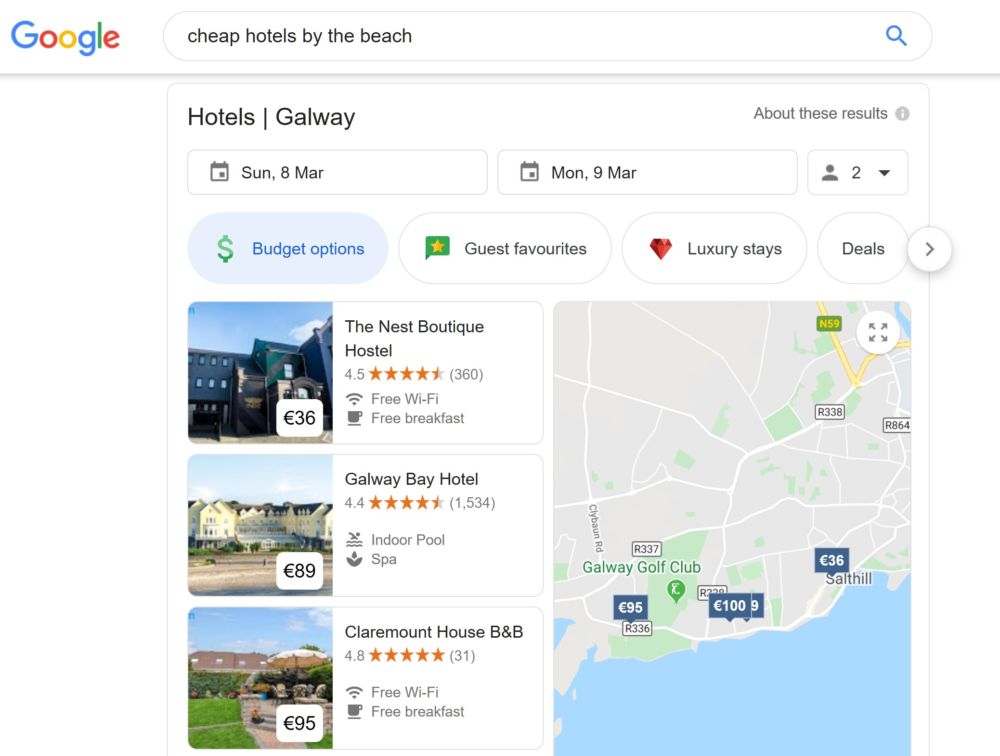 Google
cheap hotels by the beach
Hotels | Galway
About these results
Sun, 8 Mar
Mon, 9 Mar
2
Budget options
Guest favourites
Luxury stays
Deals
The Nest Boutique
Hostel
4.5 (360)
Free Wi-Fi
Free breakfast
€36
Galway Bay Hotel
4.4 (1,534)
Indoor Pool
Spa
€89
Claremount House B&B
4.8 (31)
Free Wi-Fi
Free breakfast
€95
N59
R338
R864
Clybaun Rd
R337
Galway Golf Club
€36
Salthill
€95
€100
9
R336